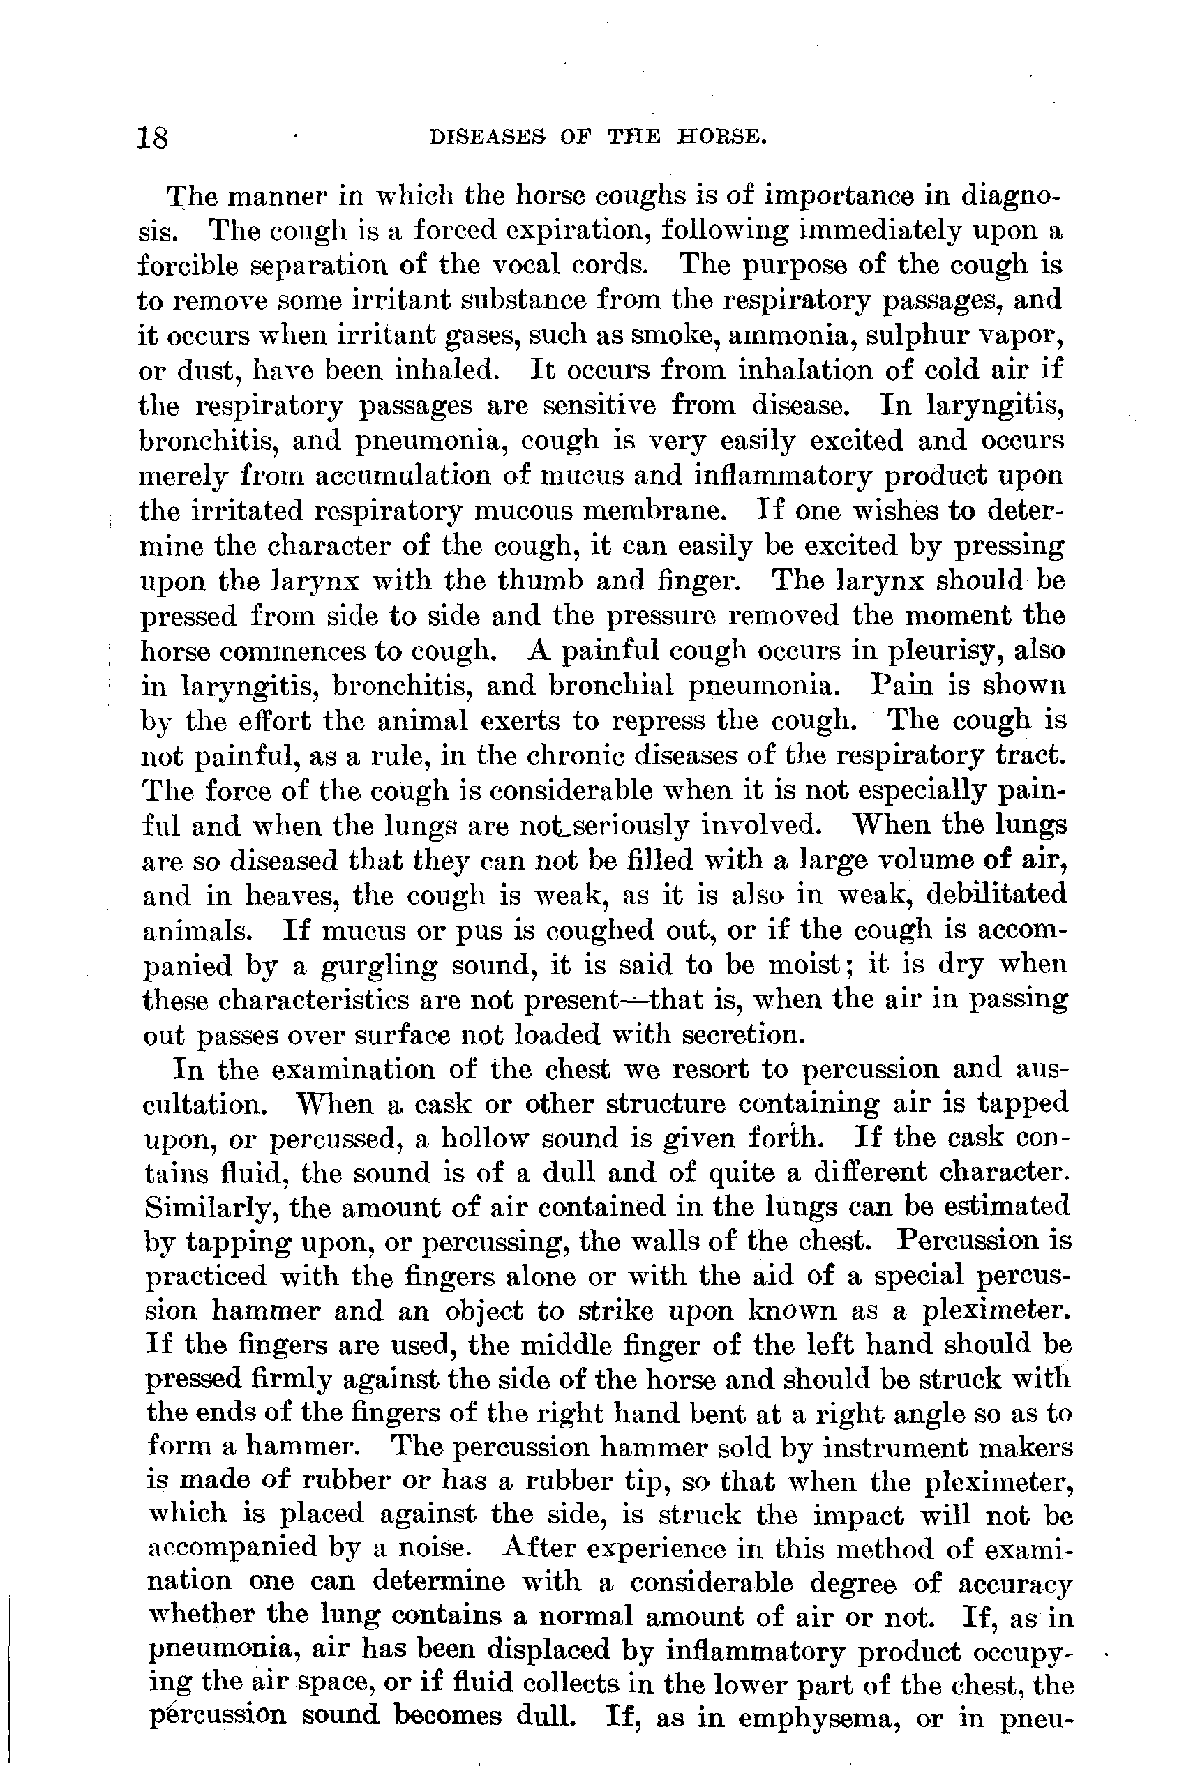 18 DISEASES OF THE HORSE.
The manner in which the horse coughs is of importance in diagno-
sis. The cough is a forced expiration, following immediately upon a
forcible separation of the vocal cords. The purpose of the cough is
to remove some irritant substance from the respiratory passages, and
it occurs when irritant gases, such as smoke, ammonia, sulphur vapor,
or dust, have been inhaled. It occurs from inhalation of cold air if
the respiratory passages are sensitive from disease. In laryngitis,
bronchitis, and pneumonia, cough is very easily excited and occurs
merely from accumulation of mucus and inflammatory product upon
the irritated respiratory mucous membrane. If one wishes to deter-
mine the character of the cough, it can easily be excited by pressing
upon the larynx with the thumb and finger. The larynx should be
pressed from side to side and the pressure removed the moment the
horse commences to cough. A painful cough occurs in pleurisy, also
in laryngitis, bronchitis, and bronchial pneumonia. Pain is shown
by the effort the animal exerts to repress the cough. The cough is
not painful, as a rule, in the chronic diseases of the respiratory tract.
The force of the cough is considerable when it is not especially pain-
ful and when the lungs are not seriously involved. When the lungs
are so diseased that they can not be filled with a large volume of air,
and in heaves, the cough is weak, as it is also in weak, debilitated
animals. If mucus or pus is coughed out, or if the cough is accom-
panied by a gurgling sound, it is said to be moist; it is dry when
these characteristics are not present—that is, when the air in passing
out passes over surface not loaded with secretion.
In the examination of the chest we resort to percussion and aus-
cultation. When a cask or other structure containing air is tapped
upon, or percussed, a hollow sound is given forth. If the cask con-
tains fluid, the sound is of a dull and of quite a different character.
Similarly, the amount of air contained in the lungs can be estimated
by tapping upon, or percussing, the walls of the chest. Percussion is
practiced with the fingers alone or with the aid of a special percus-
sion hammer and an object to strike upon known as a pleximeter.
If the fingers are used, the middle finger of the left hand should be
pressed firmly against the side of the horse and should be struck with
the ends of the fingers of the right hand bent at a right angle so as to
form a hammer. The percussion hammer sold by instrument makers
is made of rubber or has a rubber tip, so that when the pleximeter,
which is placed against the side, is struck the impact will not be
accompanied by a noise. After experience in this method of exami-
nation one can determine with a considerable degree of accuracy
whether the lung contains a normal amount of air or not. If, as in
pneumonia, air has been displaced by inflammatory product occupy-
ing the air space, or if fluid collects in the lower part of the chest, the
percussion sound becomes dull. If, as in emphysema, or in pneu-